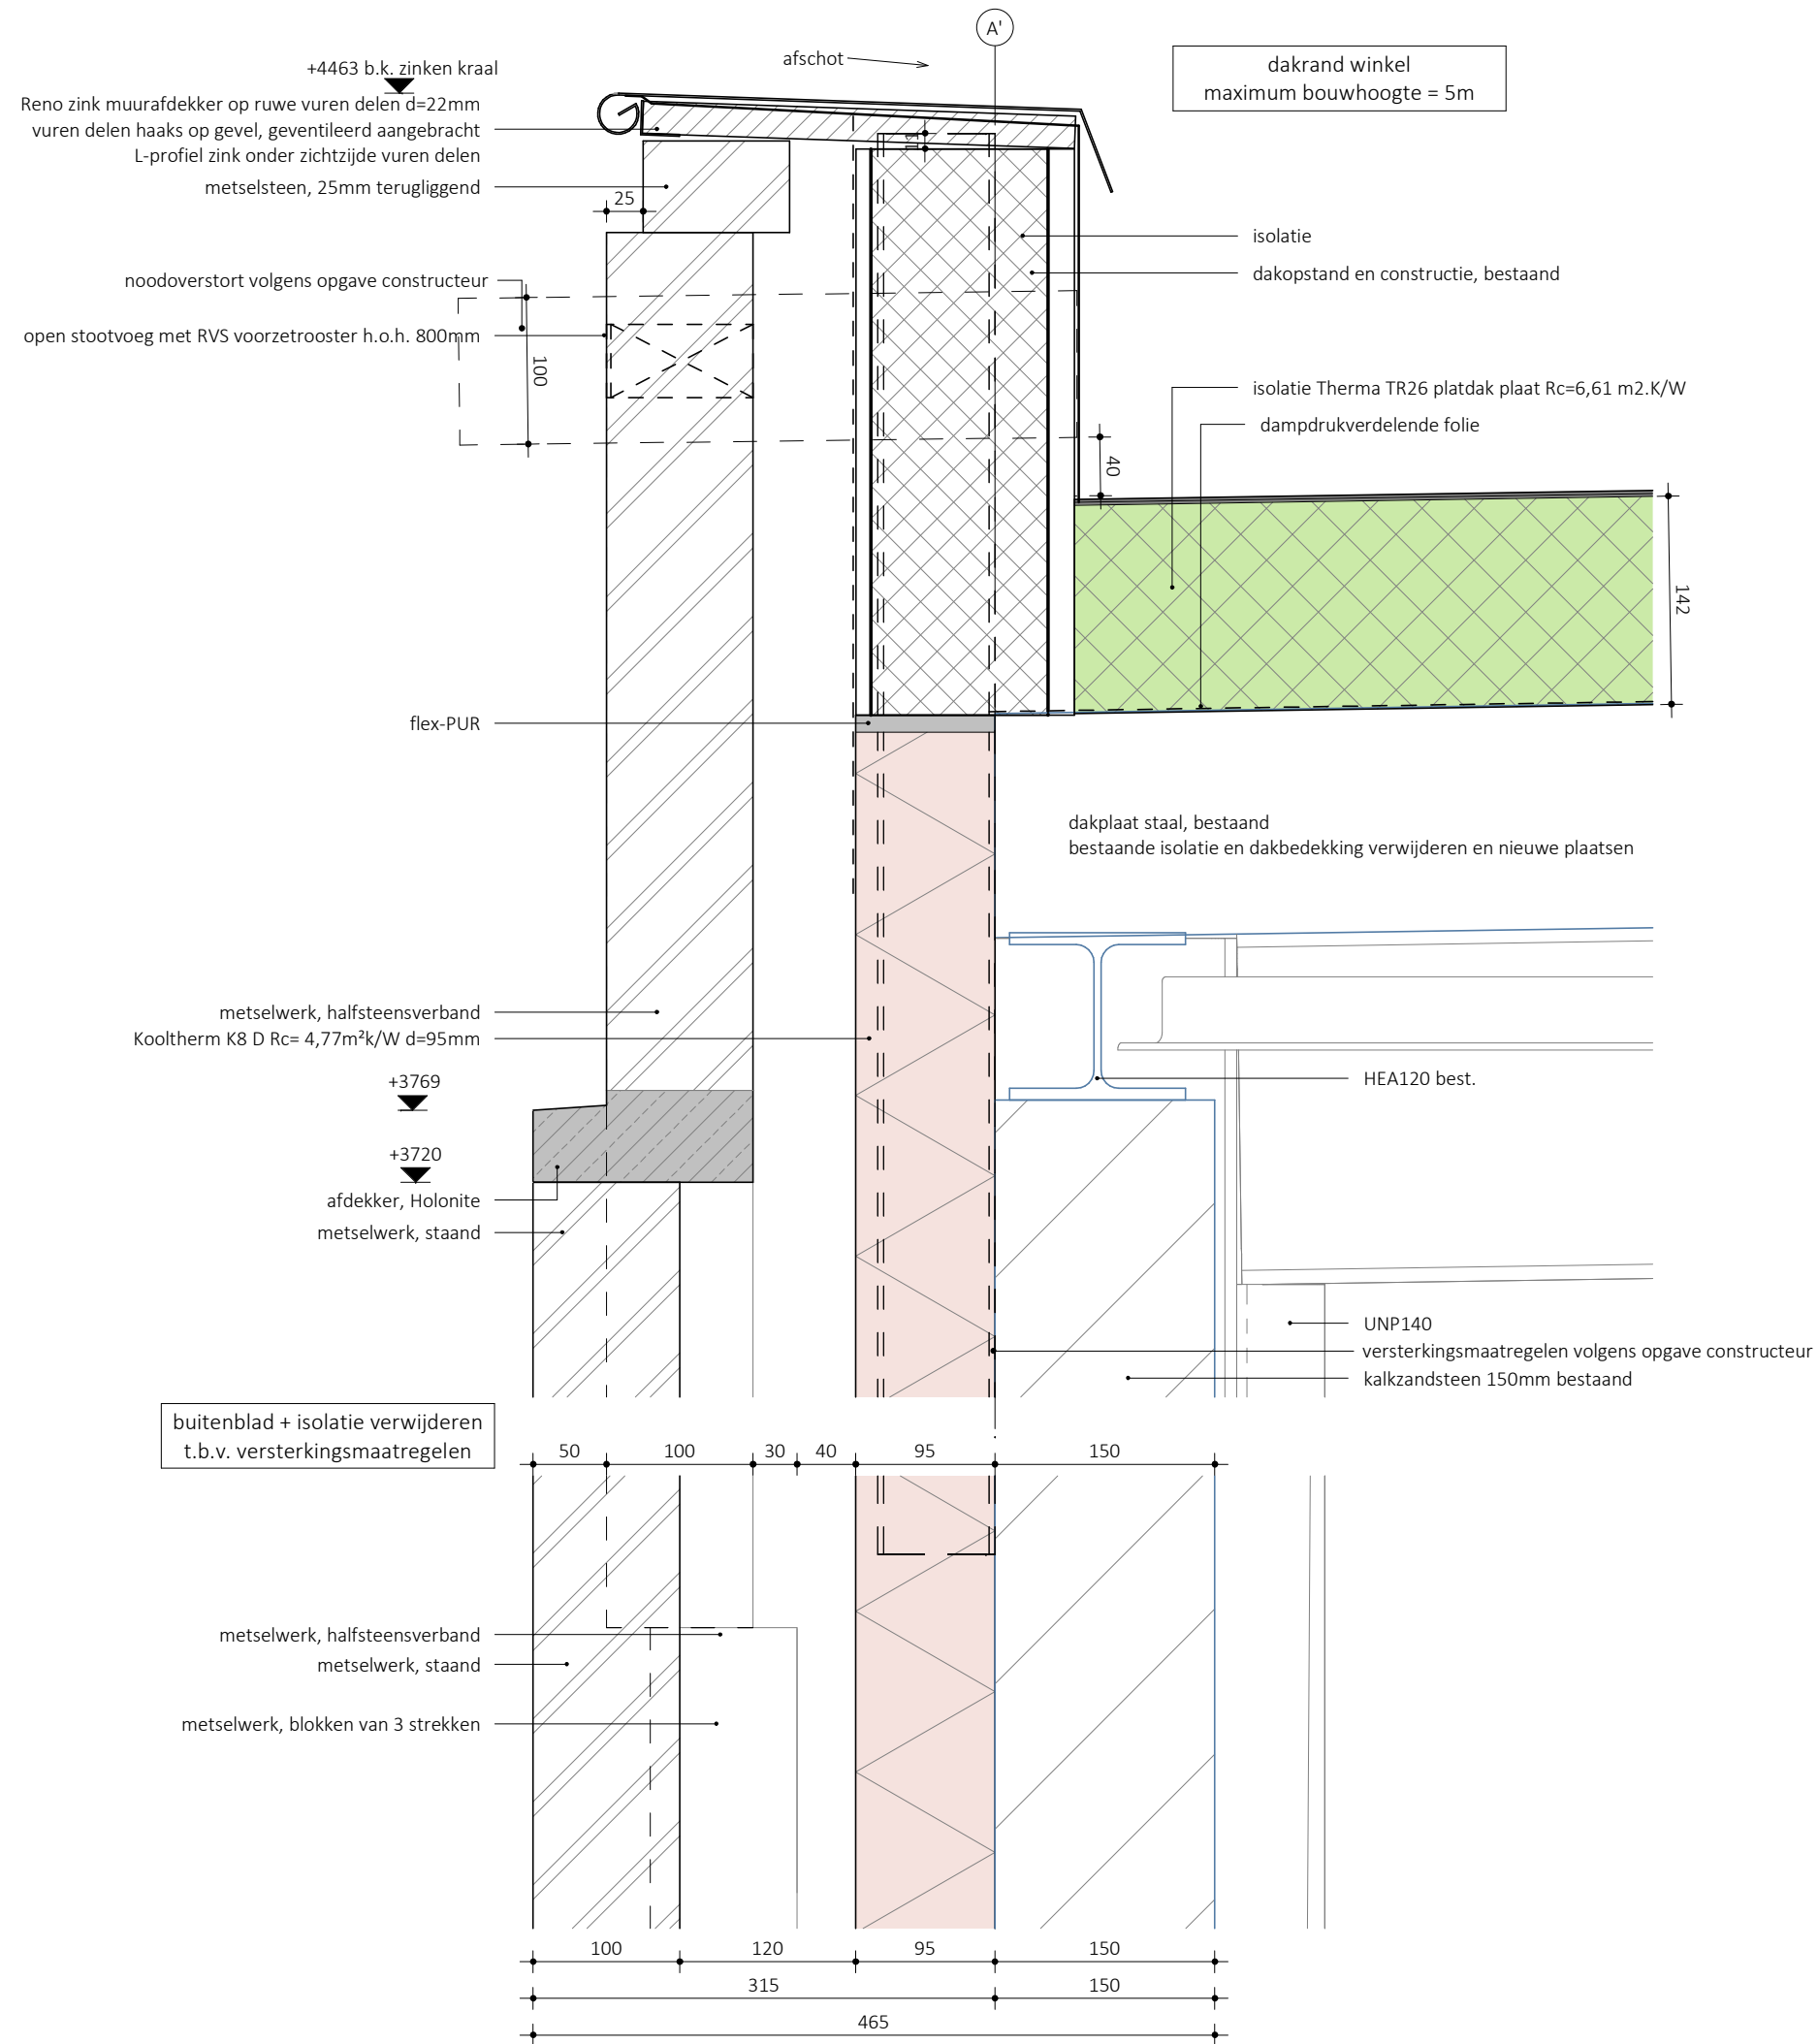 A'
afschot
dakrand winkel
maximum bouwhoogte = 5m
+4463 b.k. zinken kraal
Reno zink muurafdekker op ruwe vuren delen d=22mm
vuren delen haaks op gevel, geventileerd aangebracht
L-profiel zink onder zichtzijde vuren delen
metselsteen, 25mm terugliggend
25
11
isolatie
dakopstand en constructie, bestaand
noodoverstort volgens opgave constructeur
open stootvoeg met RVS voorzetrooster h.o.h. 800mm
100
isolatie Therma TR26 platdak plaat Rc=6,61 m2.K/W
dampdrukverdelende folie
40
142
flex-PUR
dakplaat staal, bestaand
bestaande isolatie en dakbedekking verwijderen en nieuwe plaatsen
metselwerk, halfsteensverband
Kooltherm K8 D Rc= 4,77m²k/W d=95mm
HEA120 best.
+3769
+3720
afdekker, Holonite
metselwerk, staand
UNP140
versterkingsmaatregelen volgens opgave constructeur
kalkzandsteen 150mm bestaand
buitenblad + isolatie verwijderen
t.b.v. versterkingsmaatregelen
50 100 30 40 95 150
metselwerk, halfsteensverband
metselwerk, staand
metselwerk, blokken van 3 strekken
100 120 95 150
315 150
465